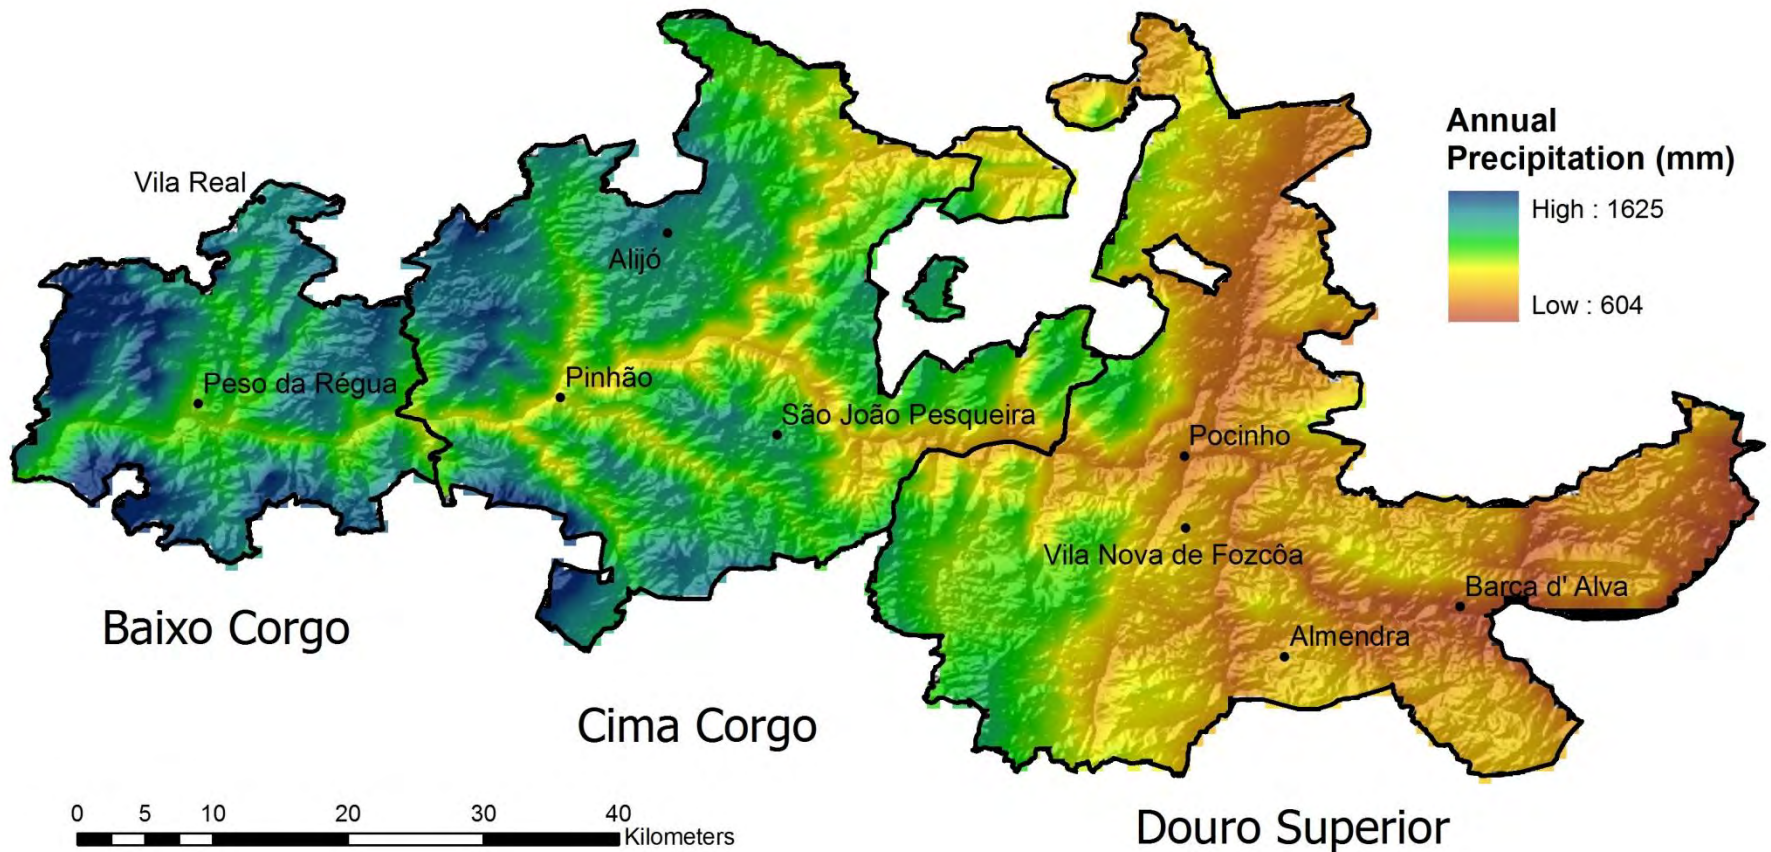 Annual
Precipitation (mm)
High : 1625
Low : 604
Vila Real
Alijó
Peso da Régua
Pinhão
São João Pesqueira
Pocinho
Vila Nova de Fozcôa
Barca d' Alva
Almendra
Baixo Corgo
Cima Corgo
Douro Superior
0 5 10 20 30 40
Kilometers